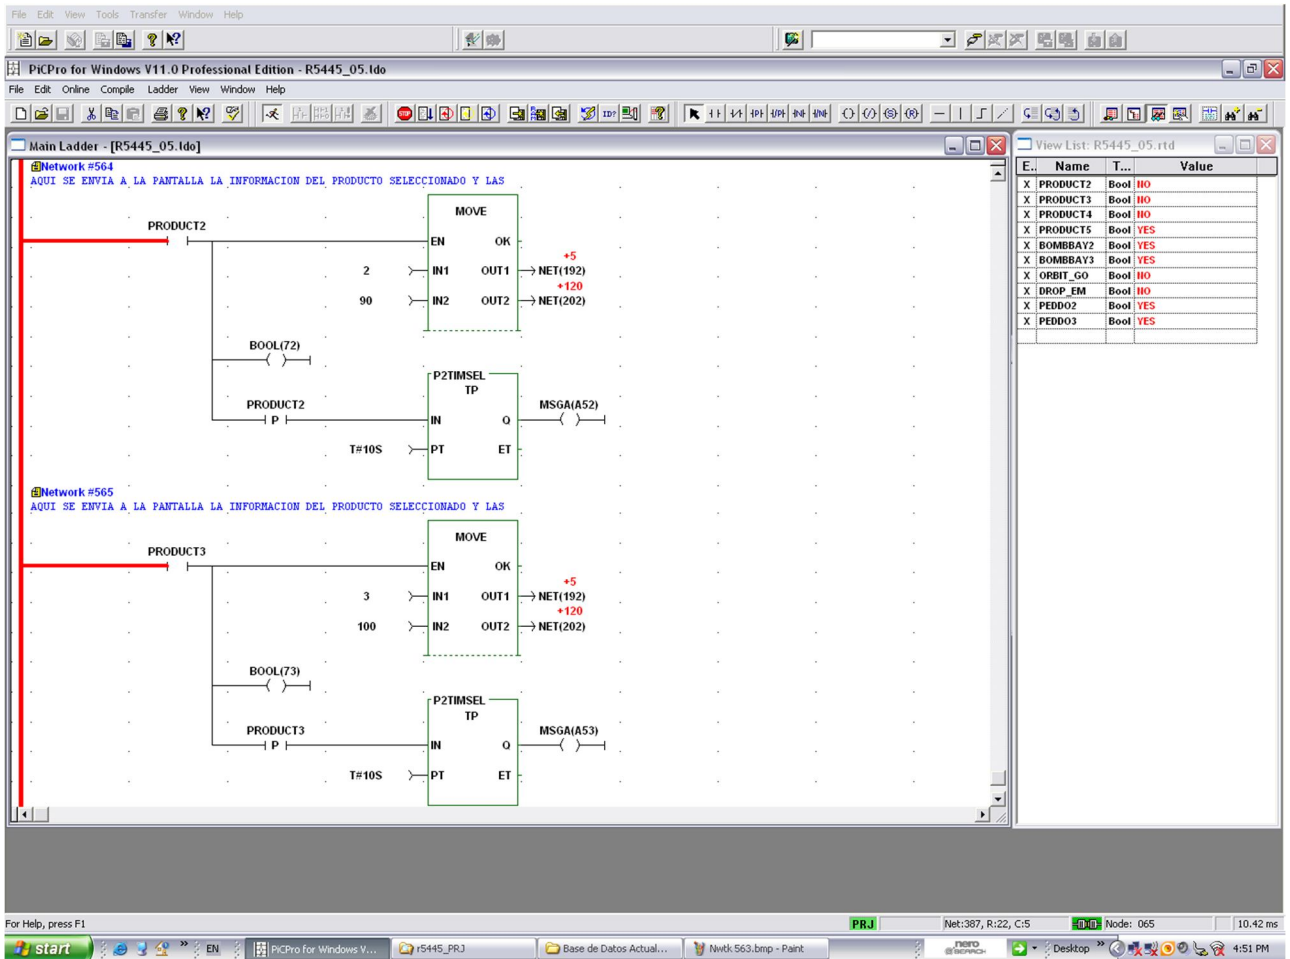 File Edit View Tools Transfer Window Help
PiCPro for Windows V11.0 Professional Edition - R5445_05.ldo
File Edit Online Compile Ladder View Window Help
Main Ladder - [R5445_05.ldo]
Network #564
AQUI SE ENVIA A LA PANTALLA LA INFORMACION DEL PRODUCTO SELECCIONADO Y LAS
MOVE
PRODUCT2
EN OK
+5
2 IN1 OUT1 NET(192)
+120
90 IN2 OUT2 NET(202)
BOOL(72)
P2TIMSEL
TP
PRODUCT2 MSGA(A52)
P IN Q
T#10S PT ET
Network #565
AQUI SE ENVIA A LA PANTALLA LA INFORMACION DEL PRODUCTO SELECCIONADO Y LAS
MOVE
PRODUCT3
EN OK
+5
3 IN1 OUT1 NET(192)
+120
100 IN2 OUT2 NET(202)
BOOL(73)
P2TIMSEL
TP
PRODUCT3 MSGA(A53)
P IN Q
T#10S PT ET
View List: R5445_05.rtd
E.. Name T... Value
X PRODUCT2 Bool NO
X PRODUCT3 Bool NO
X PRODUCT4 Bool NO
X PRODUCT5 Bool YES
X BOMBBAY2 Bool YES
X BOMBBAY3 Bool YES
X ORBIT_GO Bool NO
X DROP_EM Bool NO
X PEDDO2 Bool YES
X PEDDO3 Bool YES
For Help, press F1 PRJ Net:387, R:22, C:5 Node: 065 10.42 ms
start EN PiCPro for Windows V... r5445_PRJ Base de Datos Actual... Nwtk 563.bmp - Paint nero SEARCH Desktop 4:51 PM